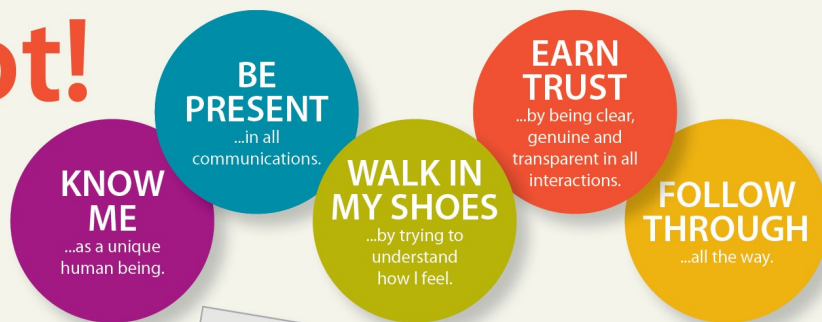 ot!
KNOW
ME
...as a unique
human being.
BE
PRESENT
...in all
communications.
WALK IN
MY SHOES
...by trying to
understand
how I feel.
EARN
TRUST
...by being clear,
genuine and
transparent in all
interactions.
FOLLOW
THROUGH
...all the way.